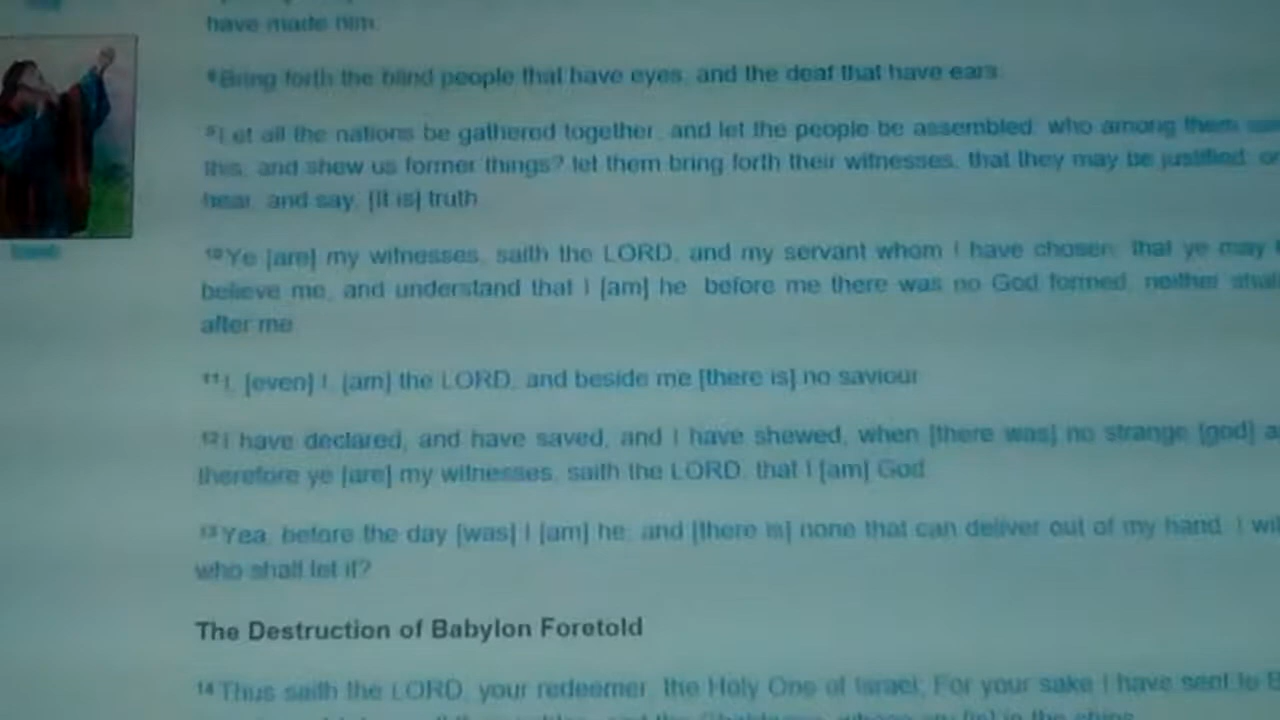 have made him.
8Bring forth the blind people that have eyes, and the deaf that have ears.
9Let all the nations be gathered together, and let the people be assembled: who among them
this, and shew us former things? let them bring forth their witnesses, that they may be justified: or
hear, and say, [It is] truth.
10Ye [are] my witnesses, saith the LORD, and my servant whom I have chosen: that ye may
believe me, and understand that I [am] he: before me there was no God formed, neither shall
after me.
11I, [even] I, [am] the LORD; and beside me [there is] no saviour.
12I have declared, and have saved, and I have shewed, when [there was] no strange [god] a
therefore ye [are] my witnesses, saith the LORD, that I [am] God.
13Yea, before the day [was] I [am] he; and [there is] none that can deliver out of my hand: I wil
who shall let it?
The Destruction of Babylon Foretold
14Thus saith the LORD, your redeemer, the Holy One of Israel; For your sake I have sent to B